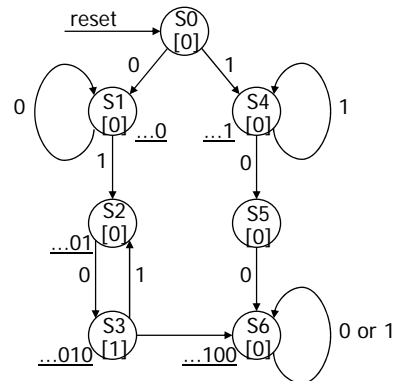 reset
S0
[0]
0
1
0
S1
[0]
...0
...1
S4
[0]
1
1
0
S2
[0]
...01
S5
[0]
0
1
0
S3
[1]
...010
...100
S6
[0]
0 or 1